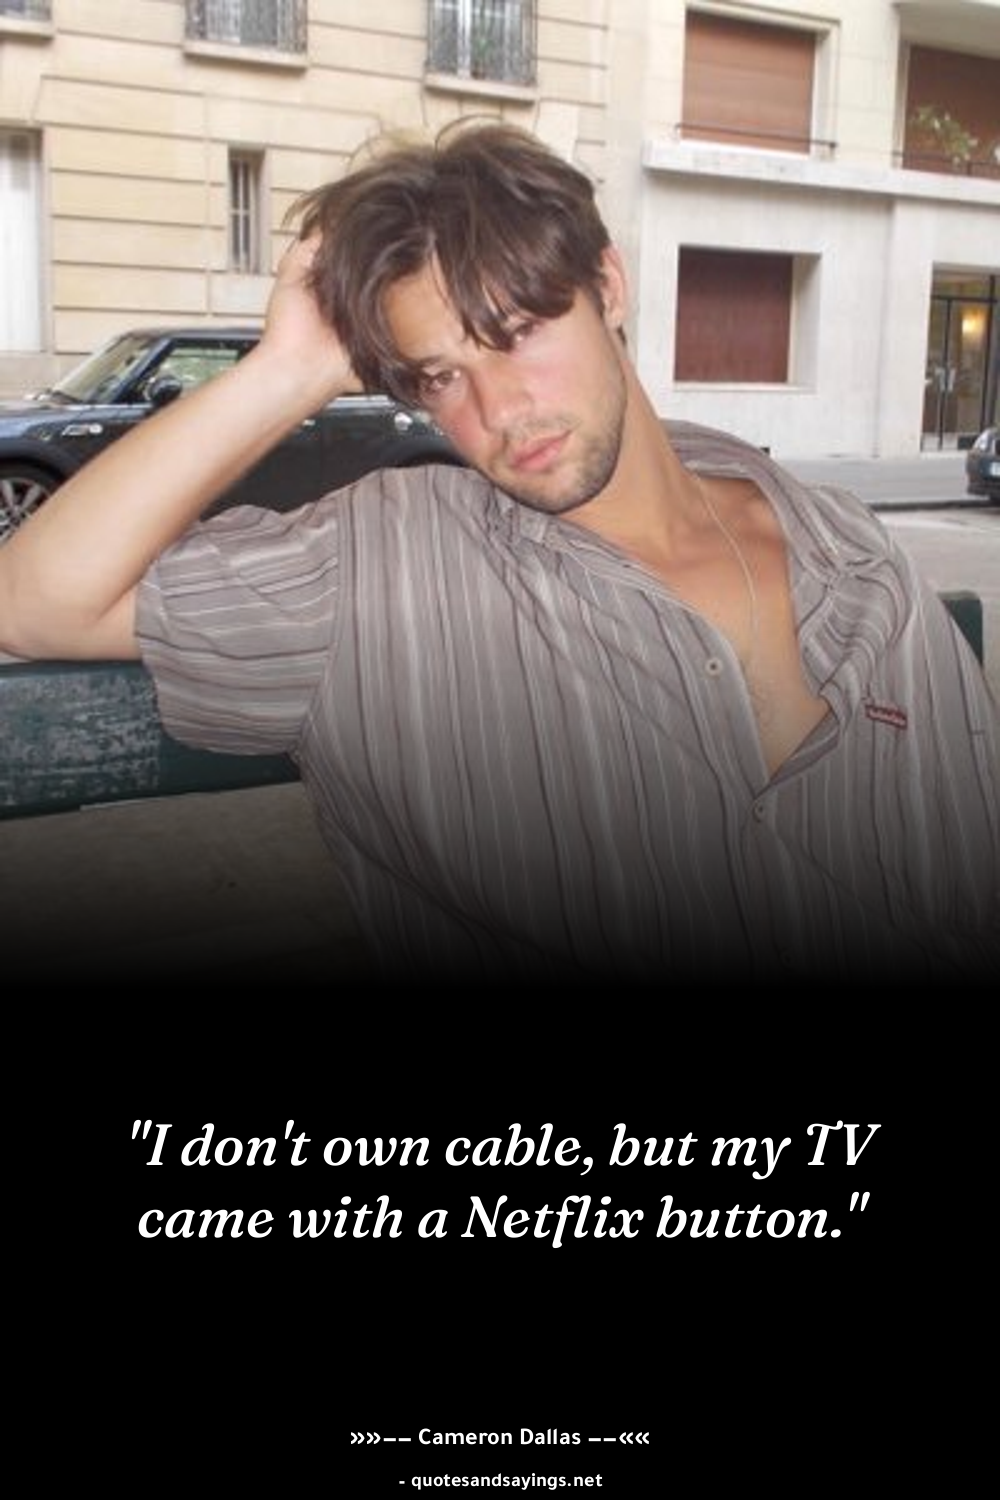 "I don't own cable, but my TV
came with a Netflix button."
»»–– Cameron Dallas ––««
- quotesandsayings.net